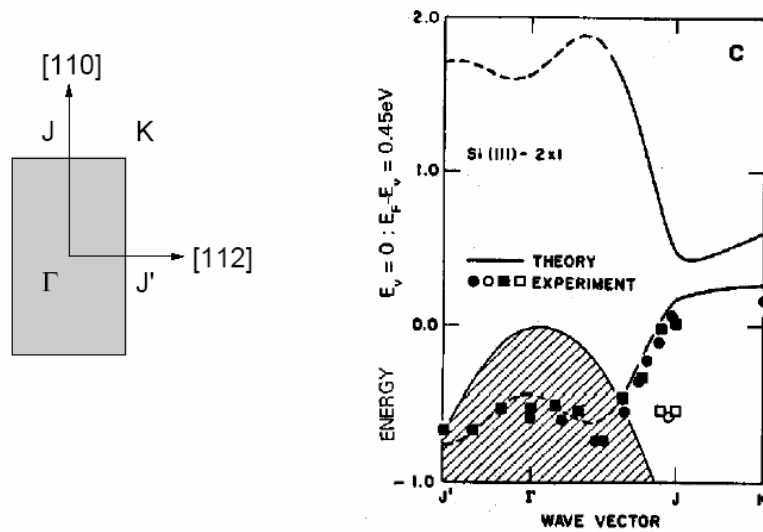 [110]
J
K
Γ
J'
[112]
C
Si (III) - 2x1
THEORY
EXPERIMENT
ENERGY
E_v = 0 ; E_F-E_v = 0.45eV
2.0
1.0
0.0
-1.0
J'
Γ
J
K
WAVE VECTOR